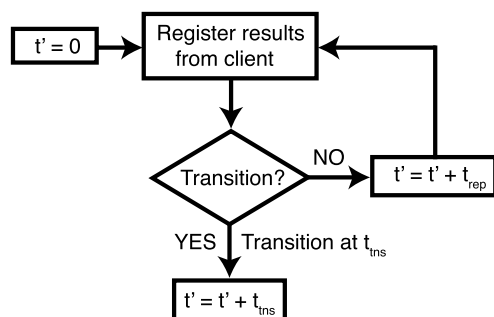 t' = 0
Register results
from client
Transition?
NO
t' = t' + t_rep
YES
Transition at t_tns
t' = t' + t_tns